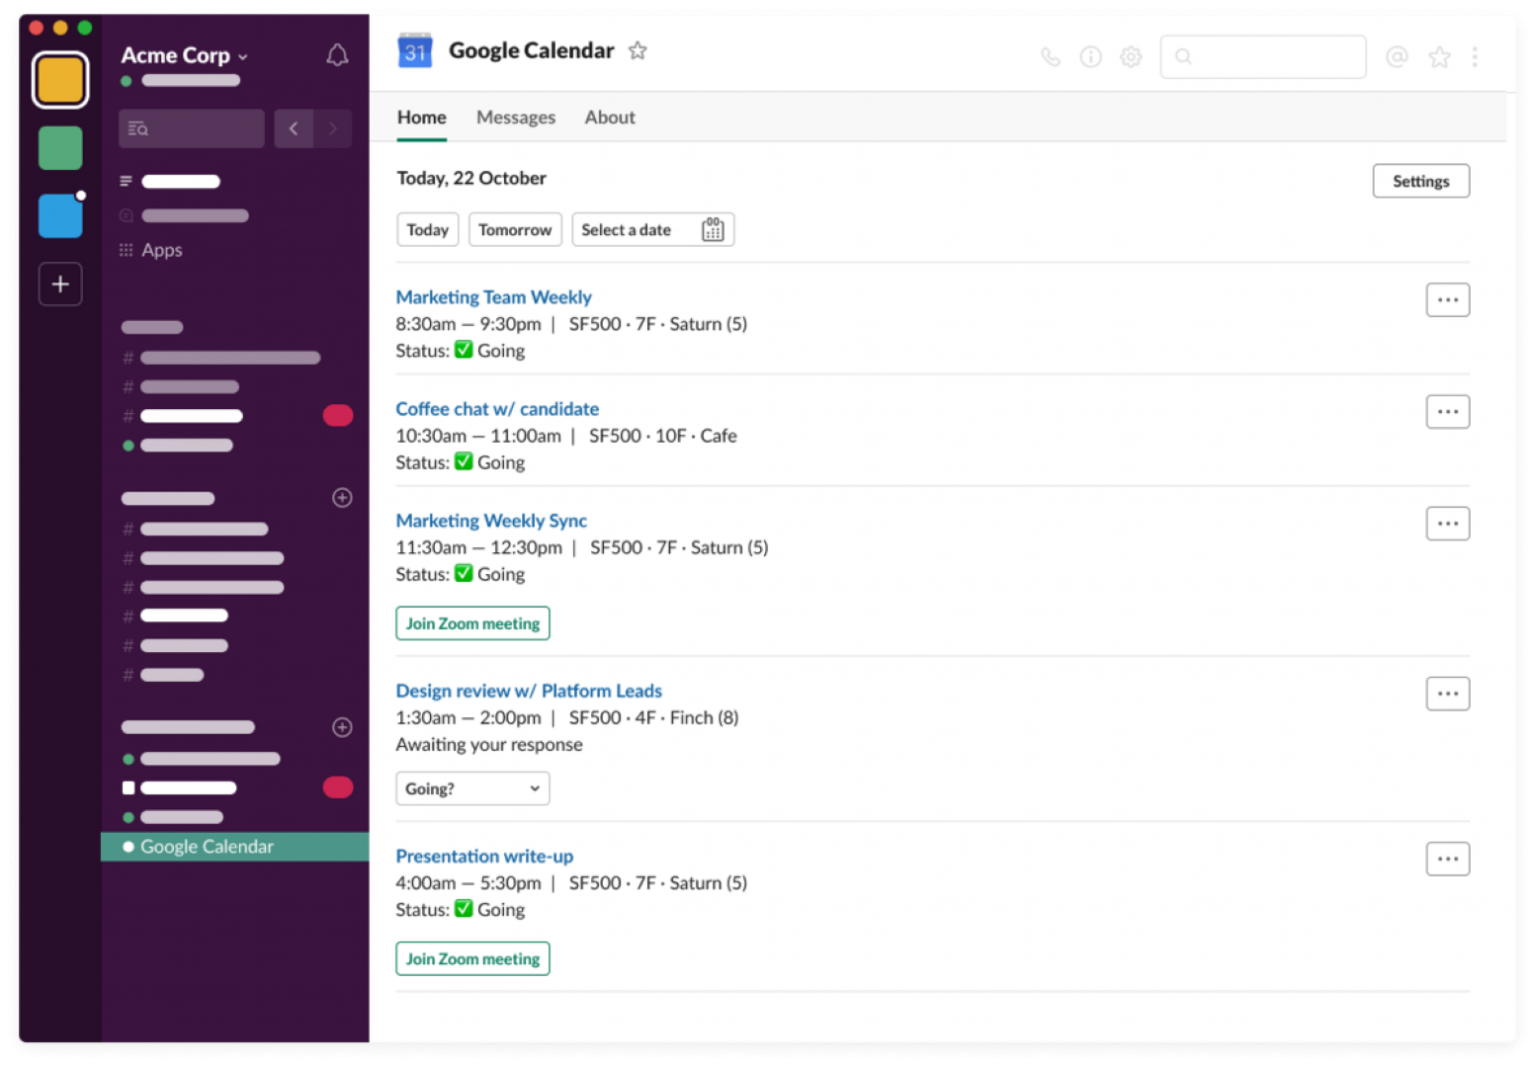 Acme Corp
Apps
Google Calendar
31 Google Calendar
Home Messages About
Today, 22 October
Settings
Today Tomorrow Select a date
Marketing Team Weekly
8:30am — 9:30pm | SF500 · 7F · Saturn (5)
Status: ✅ Going
Coffee chat w/ candidate
10:30am — 11:00am | SF500 · 10F · Cafe
Status: ✅ Going
Marketing Weekly Sync
11:30am — 12:30pm | SF500 · 7F · Saturn (5)
Status: ✅ Going
Join Zoom meeting
Design review w/ Platform Leads
1:30am — 2:00pm | SF500 · 4F · Finch (8)
Awaiting your response
Going?
Presentation write-up
4:00am — 5:30pm | SF500 · 7F · Saturn (5)
Status: ✅ Going
Join Zoom meeting